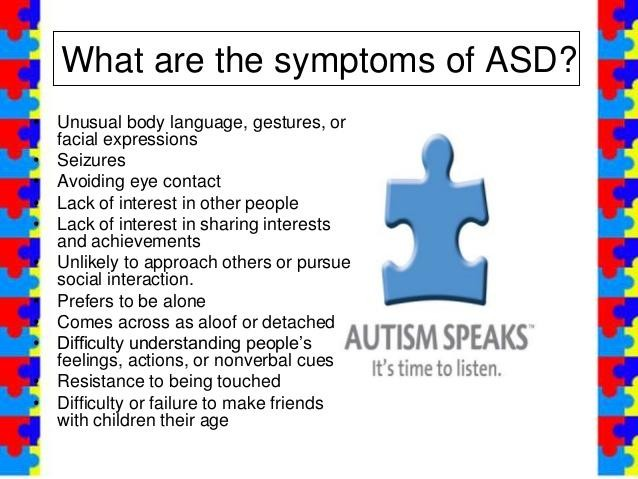 What are the symptoms of ASD?
• Unusual body language, gestures, or
facial expressions
• Seizures
• Avoiding eye contact
• Lack of interest in other people
• Lack of interest in sharing interests
and achievements
• Unlikely to approach others or pursue
social interaction.
• Prefers to be alone
• Comes across as aloof or detached
• Difficulty understanding people’s
feelings, actions, or nonverbal cues
• Resistance to being touched
• Difficulty or failure to make friends
with children their age
AUTISM SPEAKS™
It's time to listen.